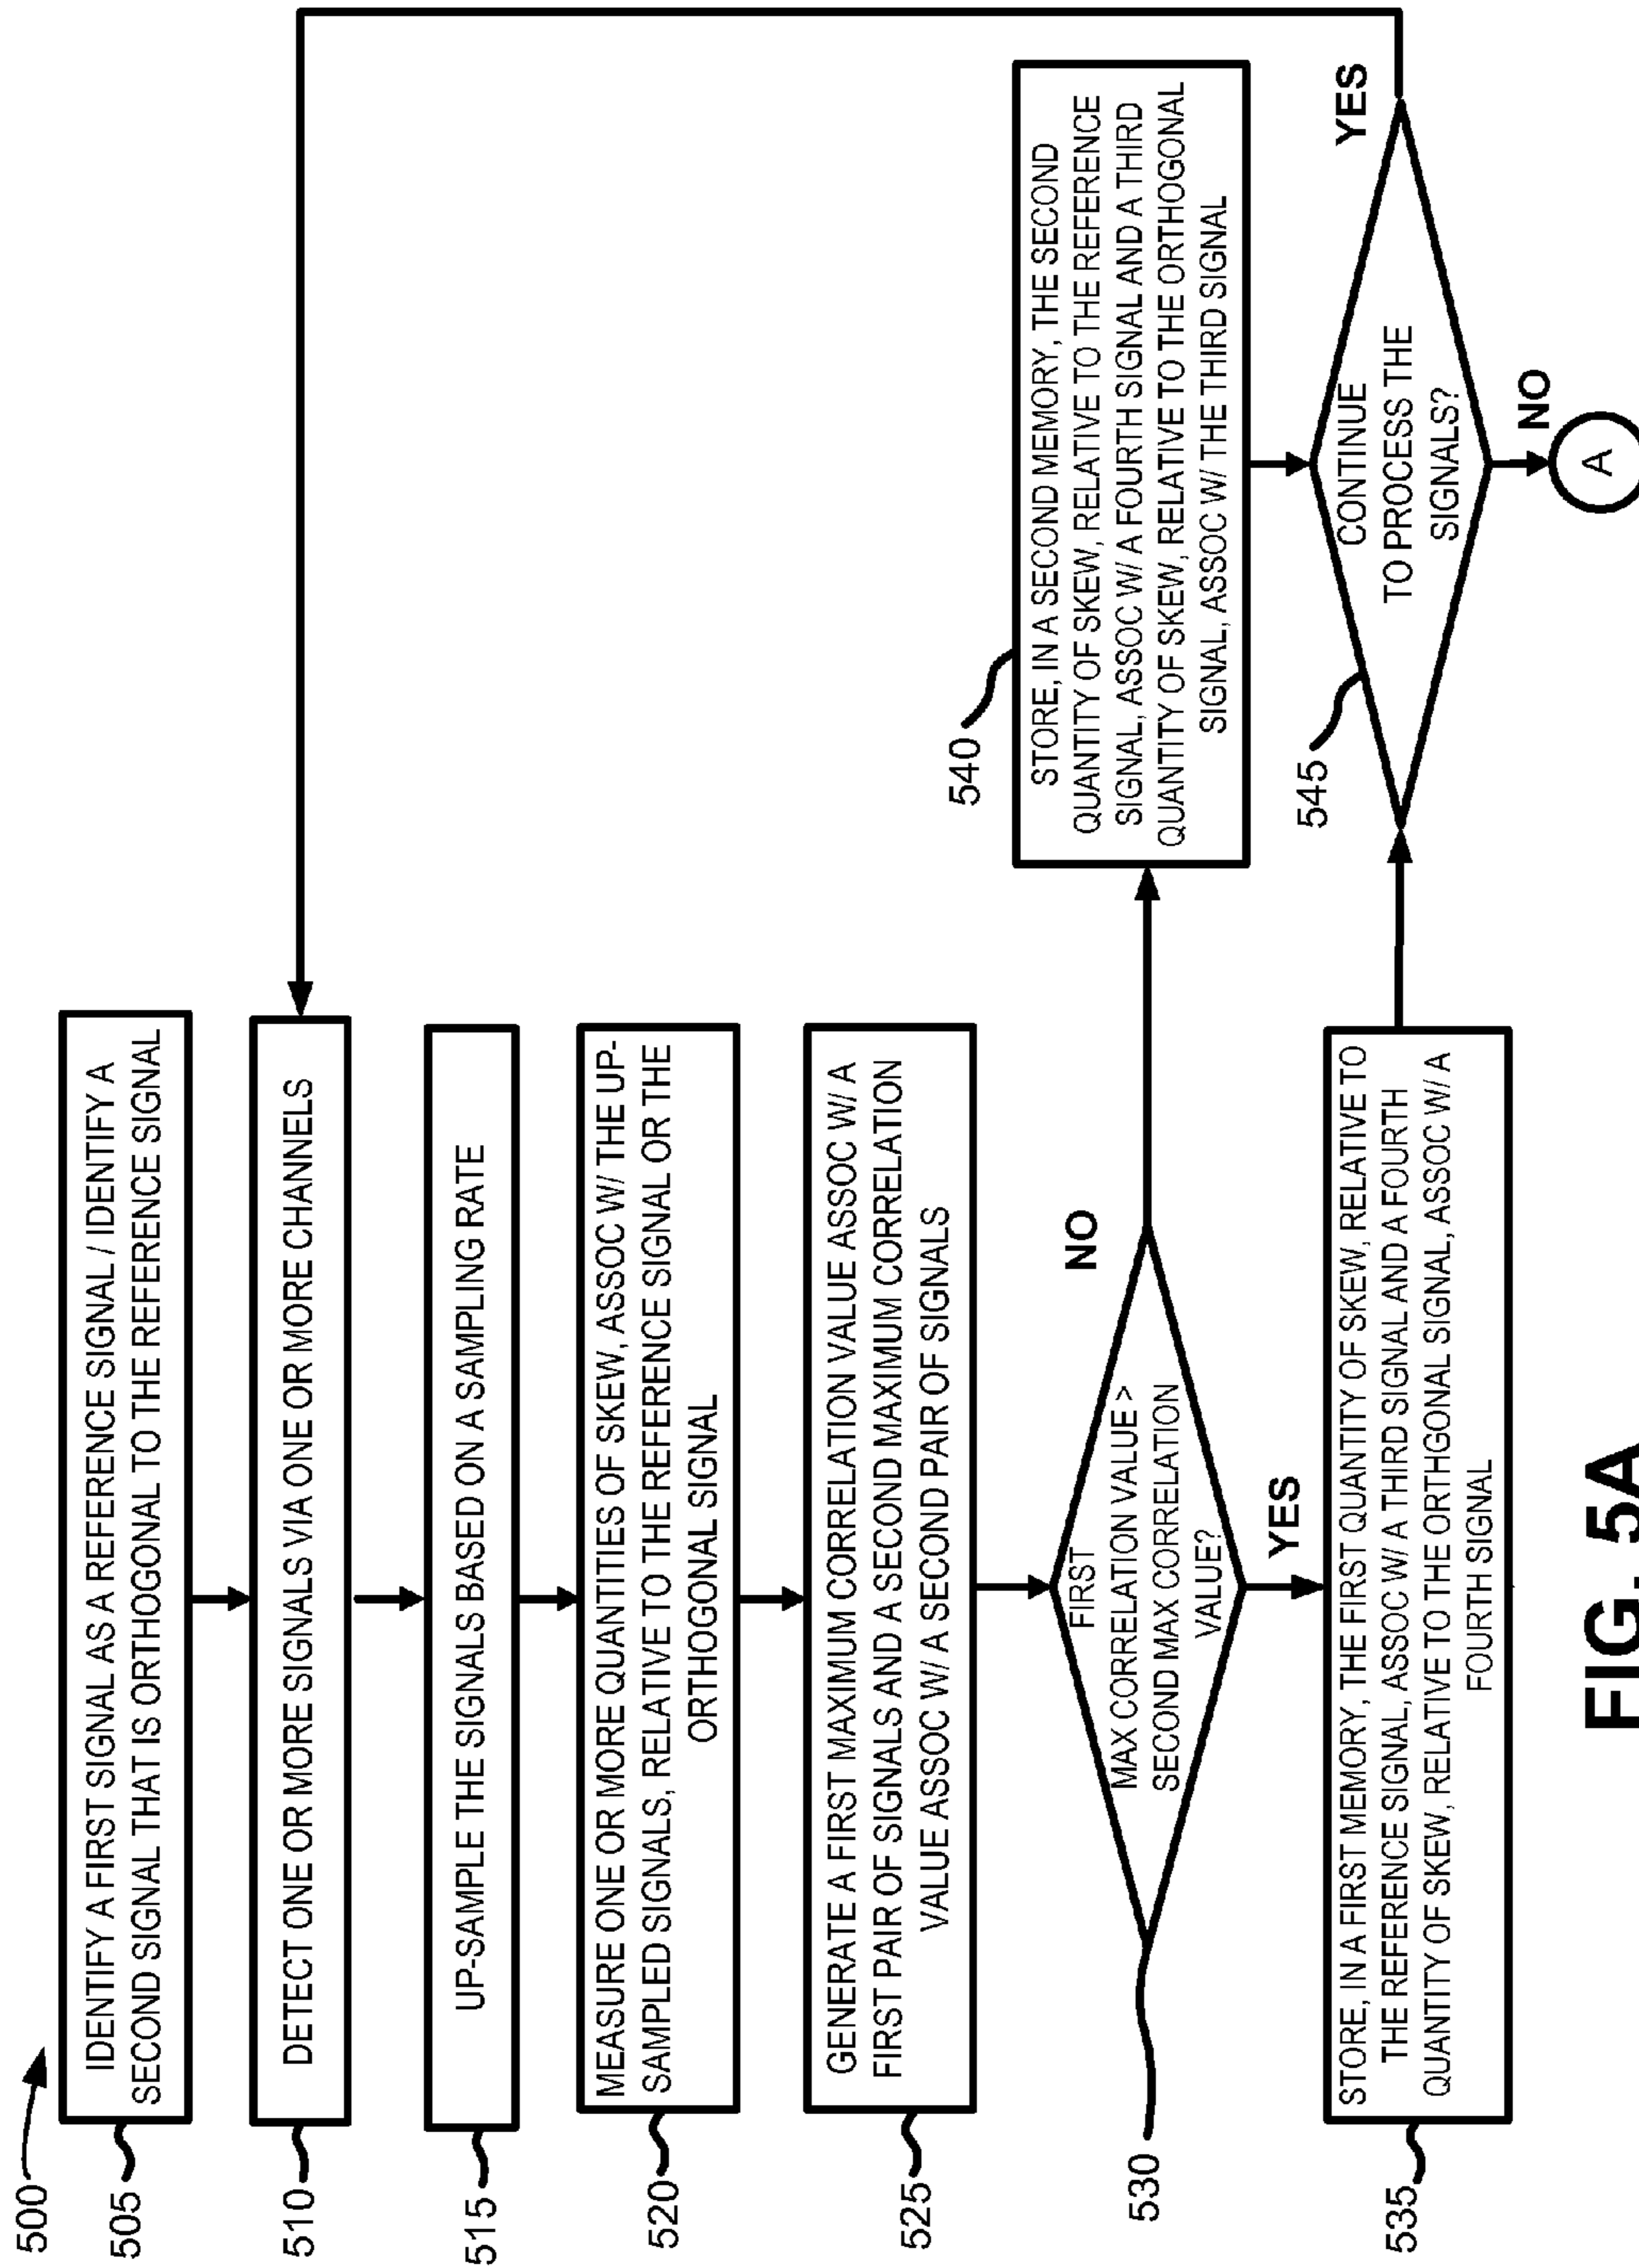 500
505
IDENTIFY A FIRST SIGNAL AS A REFERENCE SIGNAL / IDENTIFY A
SECOND SIGNAL THAT IS ORTHOGONAL TO THE REFERENCE SIGNAL
510
DETECT ONE OR MORE SIGNALS VIA ONE OR MORE CHANNELS
515
UP-SAMPLE THE SIGNALS BASED ON A SAMPLING RATE
520
MEASURE ONE OR MORE QUANTITIES OF SKEW, ASSOC W/ THE UP-
SAMPLED SIGNALS, RELATIVE TO THE REFERENCE SIGNAL OR THE
ORTHOGONAL SIGNAL
525
GENERATE A FIRST MAXIMUM CORRELATION VALUE ASSOC W/ A
FIRST PAIR OF SIGNALS AND A SECOND MAXIMUM CORRELATION
VALUE ASSOC W/ A SECOND PAIR OF SIGNALS
530
FIRST
MAX CORRELATION VALUE >
SECOND MAX CORRELATION
VALUE?
NO
YES
540
STORE, IN A SECOND MEMORY, THE SECOND
QUANTITY OF SKEW, RELATIVE TO THE REFERENCE
SIGNAL, ASSOC W/ A FOURTH SIGNAL AND A THIRD
QUANTITY OF SKEW, RELATIVE TO THE ORTHOGONAL
SIGNAL, ASSOC W/ THE THIRD SIGNAL
535
STORE, IN A FIRST MEMORY, THE FIRST QUANTITY OF SKEW, RELATIVE TO
THE REFERENCE SIGNAL, ASSOC W/ A THIRD SIGNAL AND A FOURTH
QUANTITY OF SKEW, RELATIVE TO THE ORTHOGONAL SIGNAL, ASSOC W/ A
FOURTH SIGNAL
545
CONTINUE
TO PROCESS THE
SIGNALS?
YES
NO
A
FIG. 5A